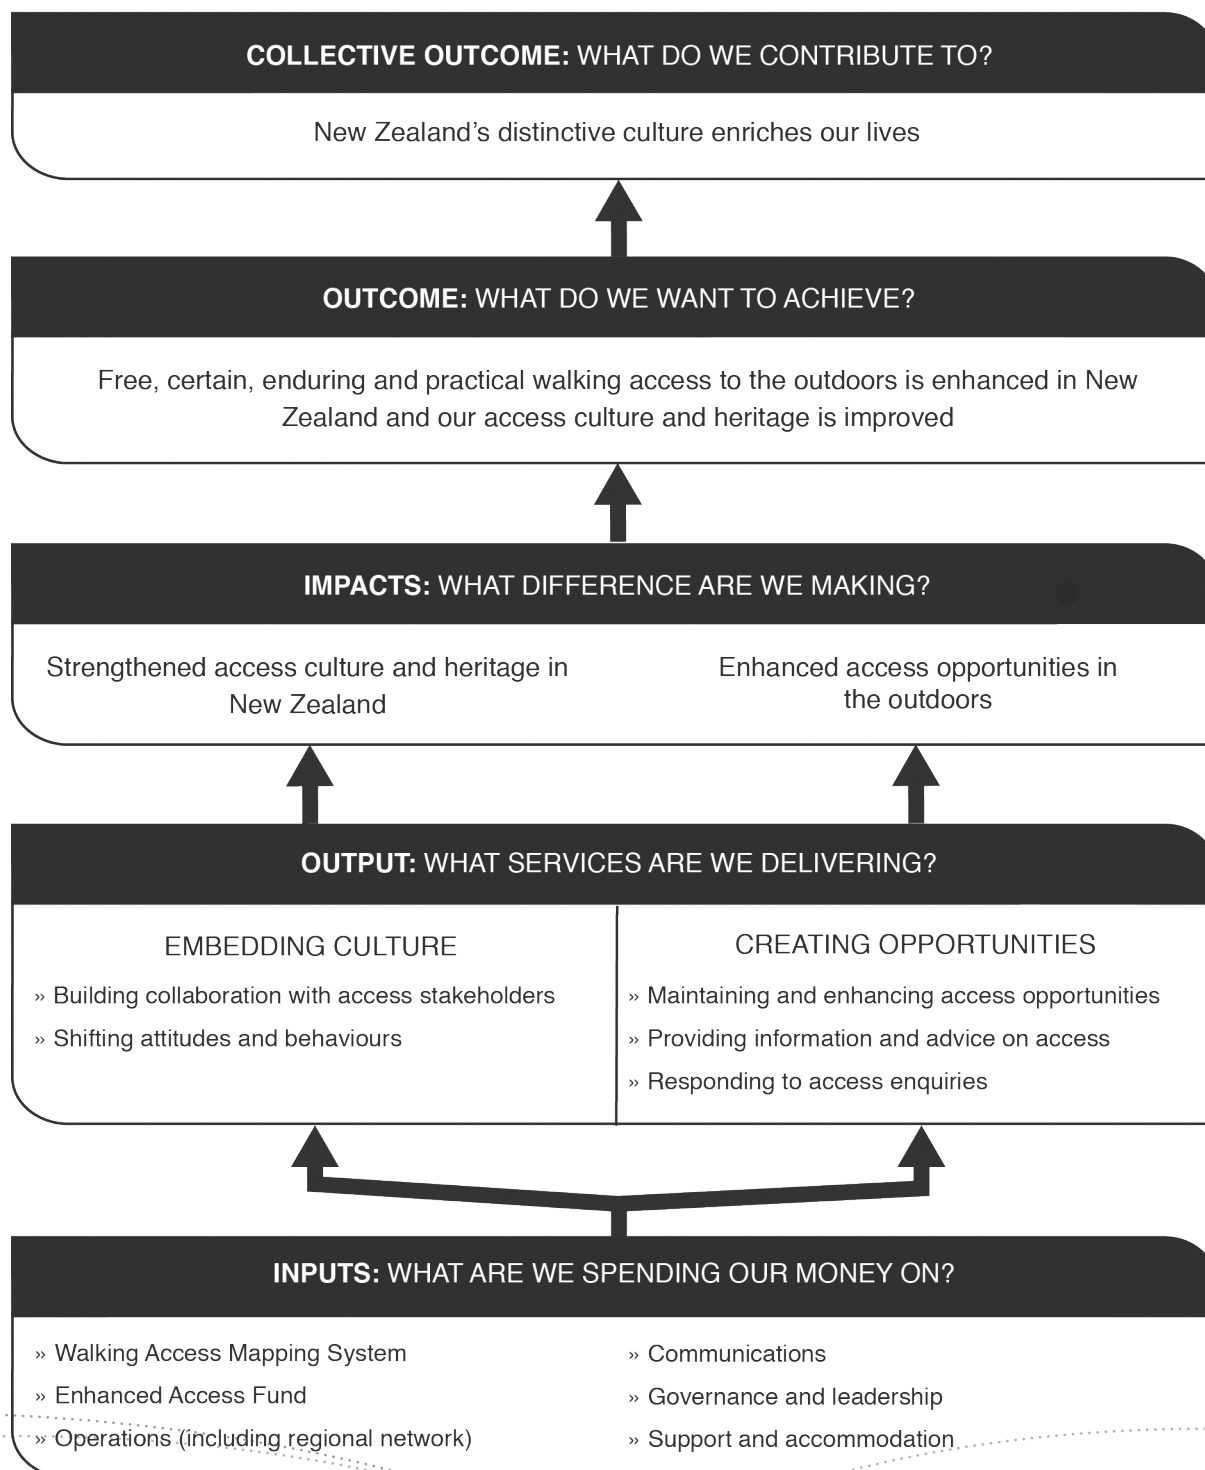 COLLECTIVE OUTCOME: WHAT DO WE CONTRIBUTE TO?
New Zealand’s distinctive culture enriches our lives
OUTCOME: WHAT DO WE WANT TO ACHIEVE?
Free, certain, enduring and practical walking access to the outdoors is enhanced in New
Zealand and our access culture and heritage is improved
IMPACTS: WHAT DIFFERENCE ARE WE MAKING?
Strengthened access culture and heritage in
New Zealand
Enhanced access opportunities in
the outdoors
OUTPUT: WHAT SERVICES ARE WE DELIVERING?
EMBEDDING CULTURE
» Building collaboration with access stakeholders
» Shifting attitudes and behaviours
CREATING OPPORTUNITIES
» Maintaining and enhancing access opportunities
» Providing information and advice on access
» Responding to access enquiries
INPUTS: WHAT ARE WE SPENDING OUR MONEY ON?
» Walking Access Mapping System
» Enhanced Access Fund
» Operations (including regional network)
» Communications
» Governance and leadership
» Support and accommodation